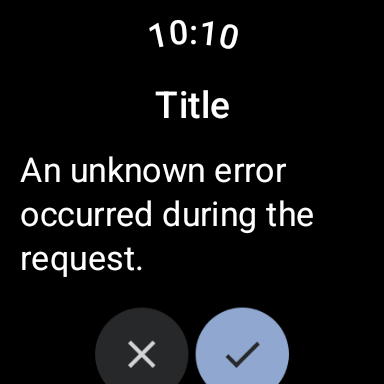 10:10
Title
An unknown error
occurred during the
request.